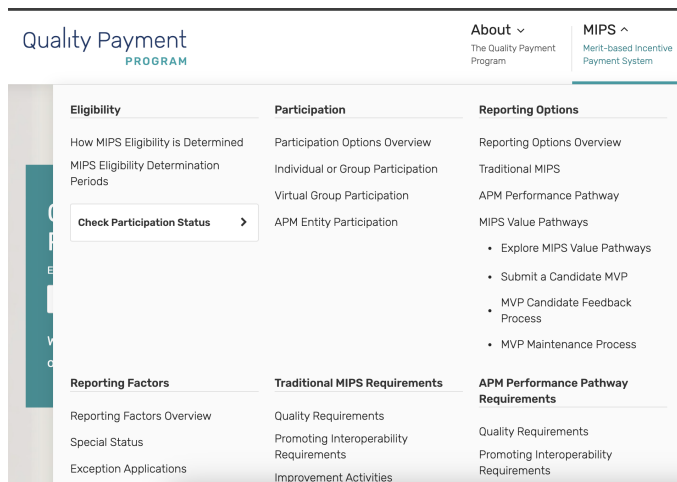 Quality Payment
PROGRAM
About
The Quality Payment
Program
MIPS
Merit-based Incentive
Payment System
Eligibility
How MIPS Eligibility is Determined
MIPS Eligibility Determination
Periods
Check Participation Status
Participation
Participation Options Overview
Individual or Group Participation
Virtual Group Participation
APM Entity Participation
Reporting Options
Reporting Options Overview
Traditional MIPS
APM Performance Pathway
MIPS Value Pathways
• Explore MIPS Value Pathways
• Submit a Candidate MVP
• MVP Candidate Feedback
Process
• MVP Maintenance Process
Reporting Factors
Reporting Factors Overview
Special Status
Exception Applications
Traditional MIPS Requirements
Quality Requirements
Promoting Interoperability
Requirements
Improvement Activities
APM Performance Pathway
Requirements
Quality Requirements
Promoting Interoperability
Requirements